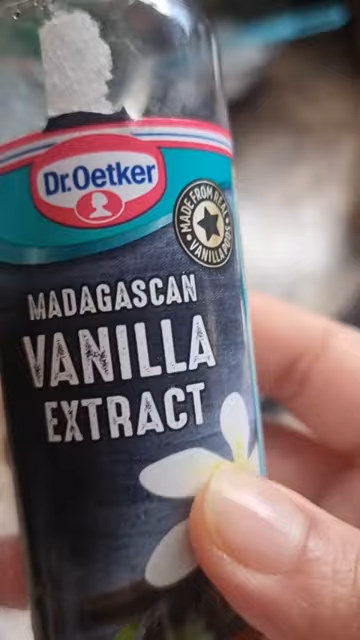 Dr.Oetker
MADE FROM REAL
VANILLA PODS
MADAGASCAN
VANILLA
EXTRACT